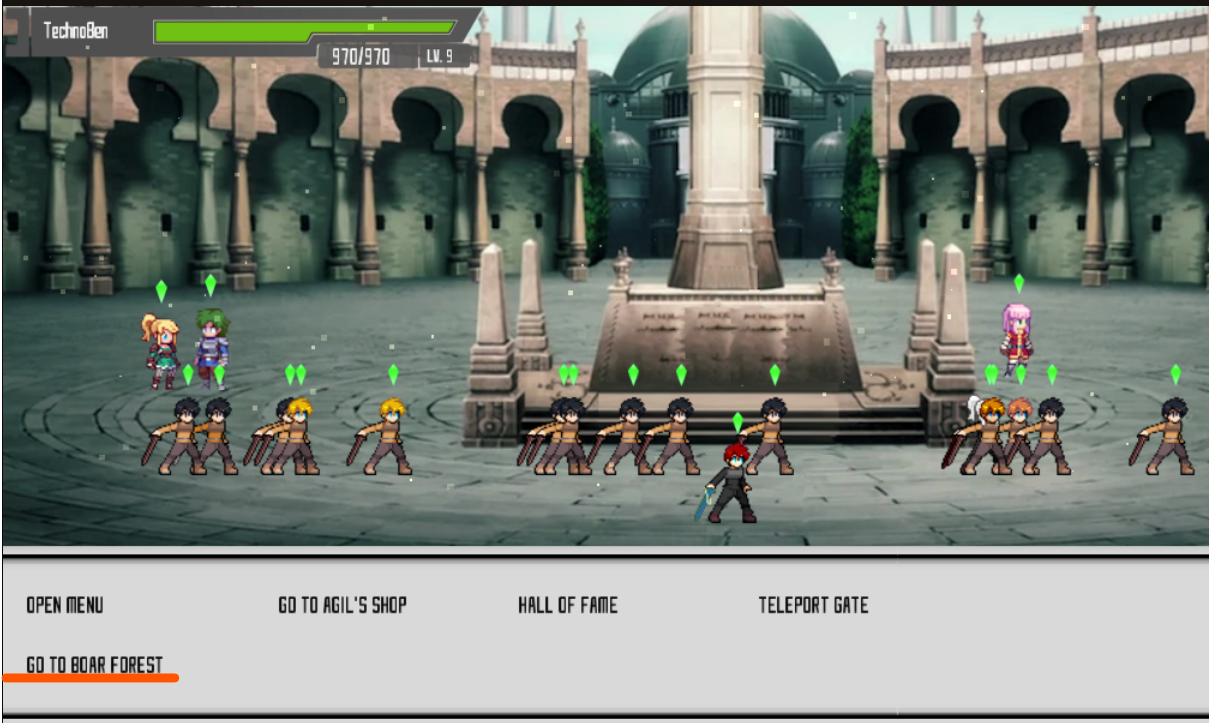 TechnoBen
970/970 LV. 9
OPEN MENU GO TO AGIL'S SHOP HALL OF FAME TELEPORT GATE
GO TO BOAR FOREST